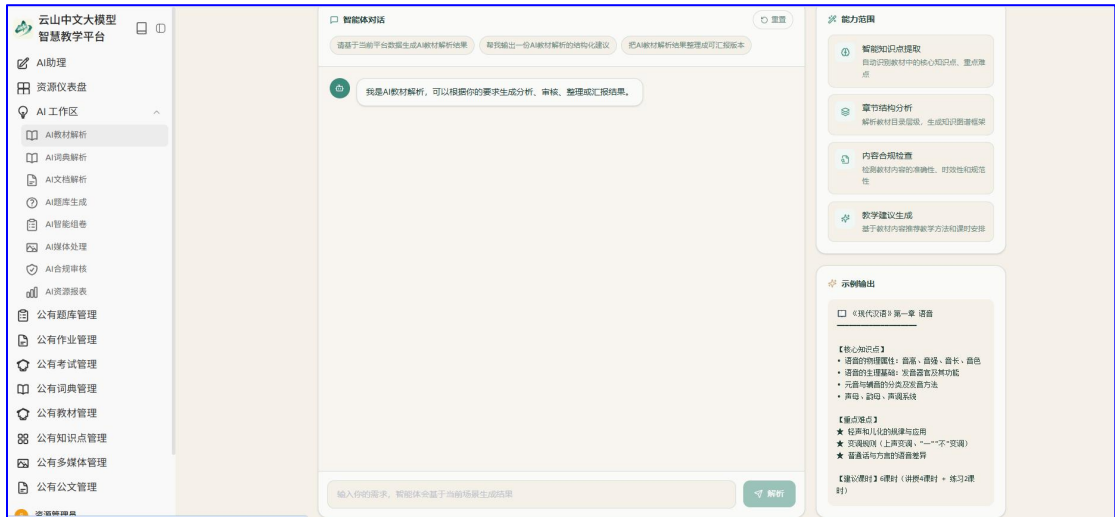 云山中文大模型
智慧教学平台
AI助理
资源仪表盘
AI 工作区
AI教材解析
AI词典解析
AI文档解析
AI题库生成
AI智能组卷
AI媒体处理
AI合规审核
AI资源报表
公有题库管理
公有作业管理
公有考试管理
公有词典管理
公有教材管理
公有知识点管理
公有多媒体管理
公有公文管理
资源管理员
智能体对话
重置
请基于当前平台数据生成AI教材解析结果
帮我输出一份AI教材解析的结构化建议
把AI教材解析结果整理成可汇报版本
我是AI教材解析，可以根据你的要求生成分析、审核、整理或汇报结果。
输入你的需求，智能体会基于当前场景生成结果
解析
能力范围
智能知识点提取
自动识别教材中的核心知识点、重点难
点
章节结构分析
解析教材目录层级，生成知识图谱框架
内容合规检查
检测教材内容的准确性、时效性和规范
性
教学建议生成
基于教材内容推荐教学方法和课时安排
示例输出
《现代汉语》第一章 语音
【核心知识点】
• 语音的物理属性：音高、音强、音长、音色
• 语音的生理基础：发音器官及其功能
• 元音与辅音的分类及发音方法
• 声母、韵母、声调系统
【重点难点】
★ 轻声和儿化的规律与应用
★ 变调规则（上声变调、"一""不"变调）
★ 普通话与方言的语音差异
【建议课时】6课时（讲授4课时 + 练习2课
时）